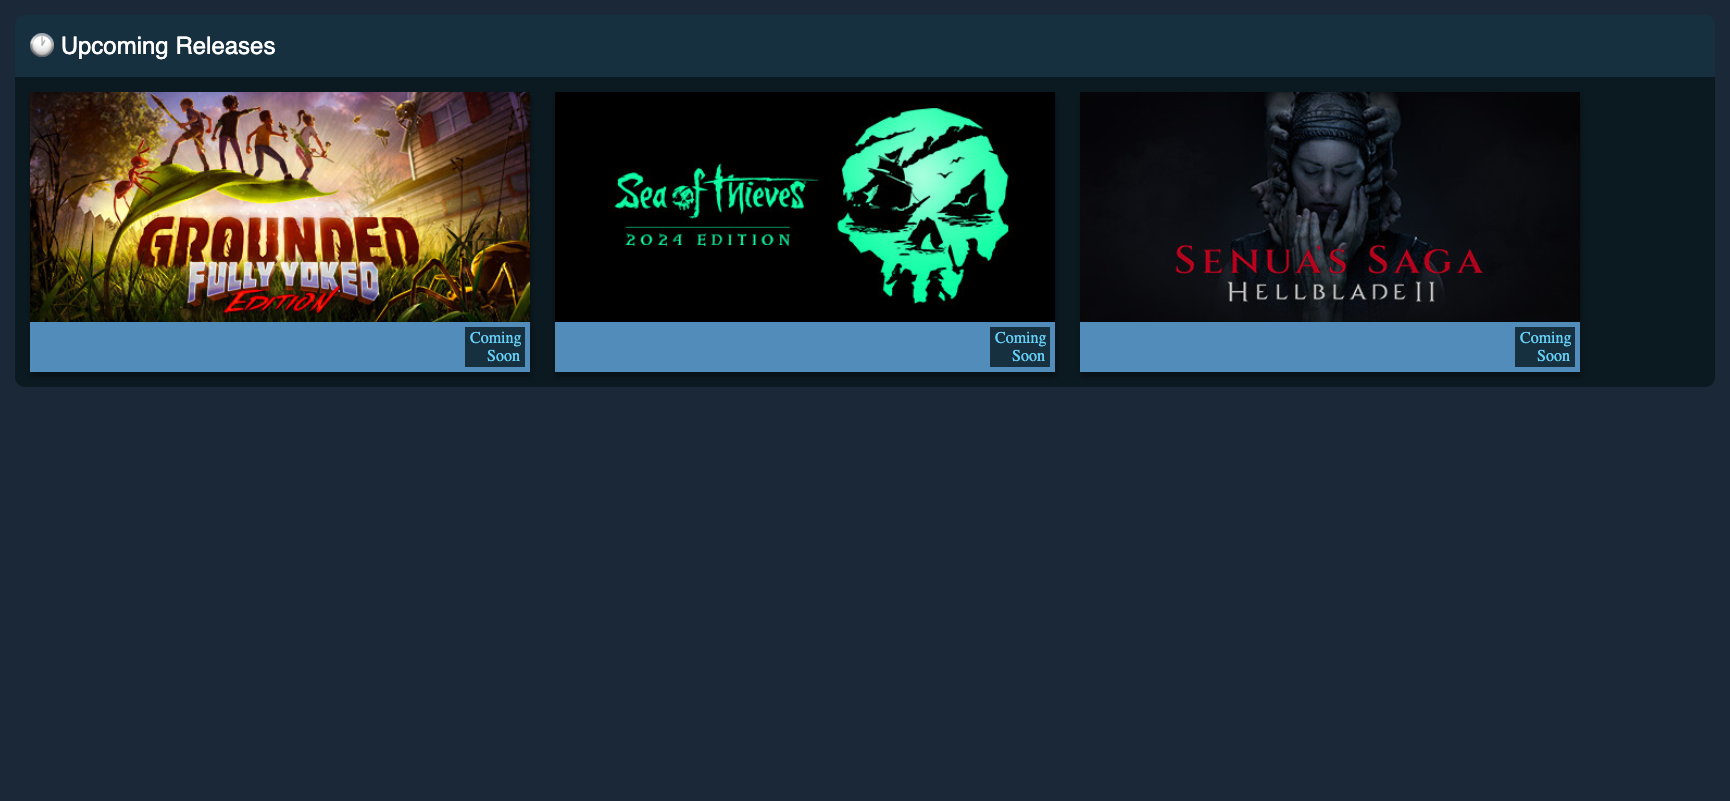 Upcoming Releases
GROUNDED
FULLY YOKED
EDITION
Sea of Thieves
2024 EDITION
SENUA'S SAGA
HELLBLADE II
Coming
Soon
Coming
Soon
Coming
Soon